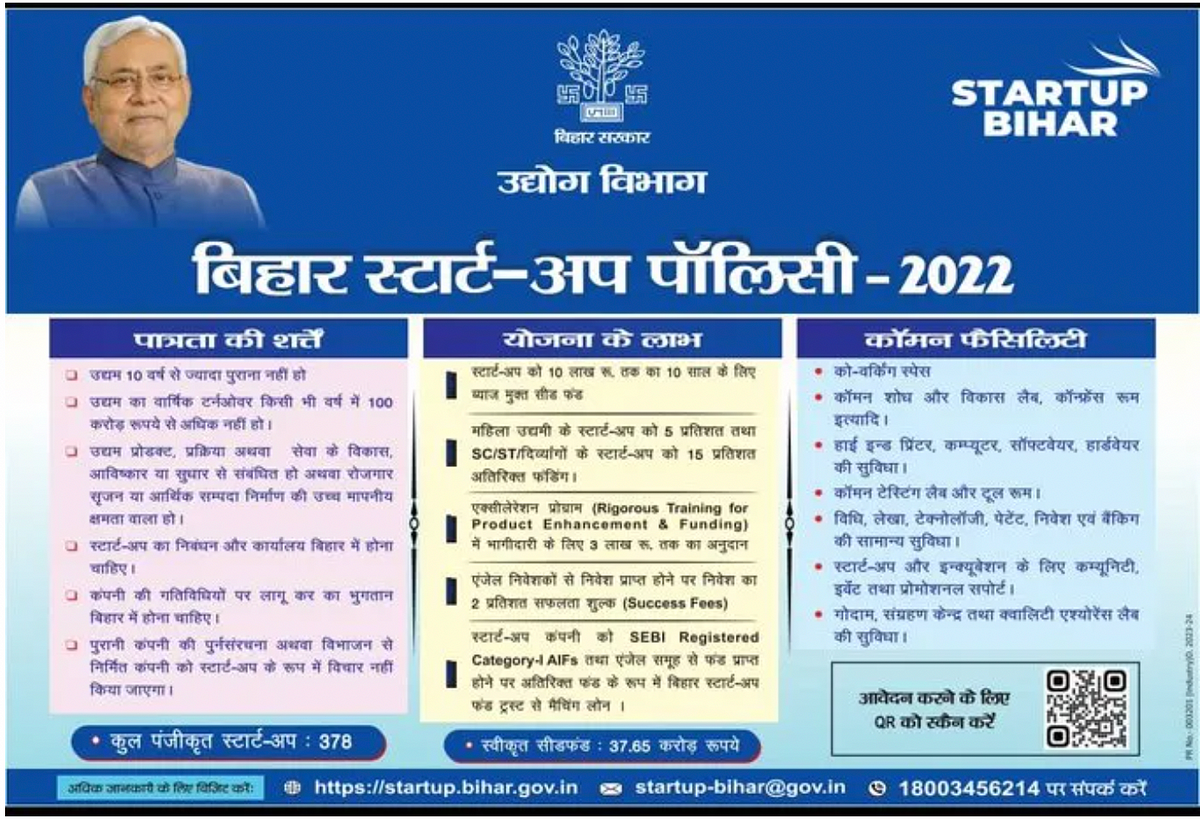 बिहार सरकार
STARTUP
BIHAR
उद्योग विभाग
बिहार स्टार्ट-अप पॉलिसी - 2022
पात्रता की शर्तें
उद्यम 10 वर्ष से ज्यादा पुराना नहीं हो
उद्यम का वार्षिक टर्नओवर किसी भी वर्ष में 100
करोड़ रूपये से अधिक नहीं हो।
उद्यम प्रोडक्ट, प्रक्रिया अथवा सेवा के विकास,
आविष्कार या सुधार से संबंधित हो अथवा रोजगार
सृजन या आर्थिक सम्पदा निर्माण की उच्च मापनीय
क्षमता वाला हो।
स्टार्ट-अप का निबंधन और कार्यालय बिहार में होना
चाहिए।
कंपनी की गतिविधियों पर लागू कर का भुगतान
बिहार में होना चाहिए।
पुरानी कंपनी की पुर्नसंरचना अथवा विभाजन से
निर्मित कंपनी को स्टार्ट-अप के रूप में विचार नहीं
किया जाएगा।
कुल पंजीकृत स्टार्ट-अप : 378
योजना के लाभ
स्टार्ट-अप को 10 लाख रू. तक का 10 साल के लिए
ब्याज मुक्त सीड फंड
महिला उद्यमी के स्टार्ट-अप को 5 प्रतिशत तथा
SC/ST/दिव्यांगों के स्टार्ट-अप को 15 प्रतिशत
अतिरिक्त फंडिंग।
एक्सीलेरेशन प्रोग्राम (Rigorous Training for
Product Enhancement & Funding)
में भागीदारी के लिए 3 लाख रू. तक का अनुदान
एंजेल निवेशकों से निवेश प्राप्त होने पर निवेश का
2 प्रतिशत सफलता शुल्क (Success Fees)
स्टार्ट-अप कंपनी को SEBI Registered
Category-I AIFs तथा एंजेल समूह से फंड प्राप्त
होने पर अतिरिक्त फंड के रूप में बिहार स्टार्ट-अप
फंड ट्रस्ट से मैचिंग लोन ।
स्वीकृत सीडफंड : 37.65 करोड़ रूपये
कॉमन फैसिलिटी
को-वर्किंग स्पेस
कॉमन शोध और विकास लैब, कॉन्फ्रेंस रूम
इत्यादि।
हाई इन्ड प्रिंटर, कम्प्यूटर, सॉफ्टवेयर, हार्डवेयर
की सुविधा।
कॉमन टेस्टिंग लैब और टूल रूम।
विधि, लेखा, टेक्नोलॉजी, पेटेंट, निवेश एवं बैंकिग
की सामान्य सुविधा।
स्टार्ट-अप और इन्क्यूबेशन के लिए कम्यूनिटी,
इवेंट तथा प्रोमोशनल सपोर्ट।
गोदाम, संग्रहण केन्द्र तथा क्वालिटी एश्योरेंस लैब
की सुविधा।
आवेदन करने के लिए
QR को स्कैन करें
PR No.- 003201 (Industry)D. 2023-24
अधिक जानकारी के लिए विजिट करें:
https://startup.bihar.gov.in
startup-bihar@gov.in
18003456214 पर संपर्क करें